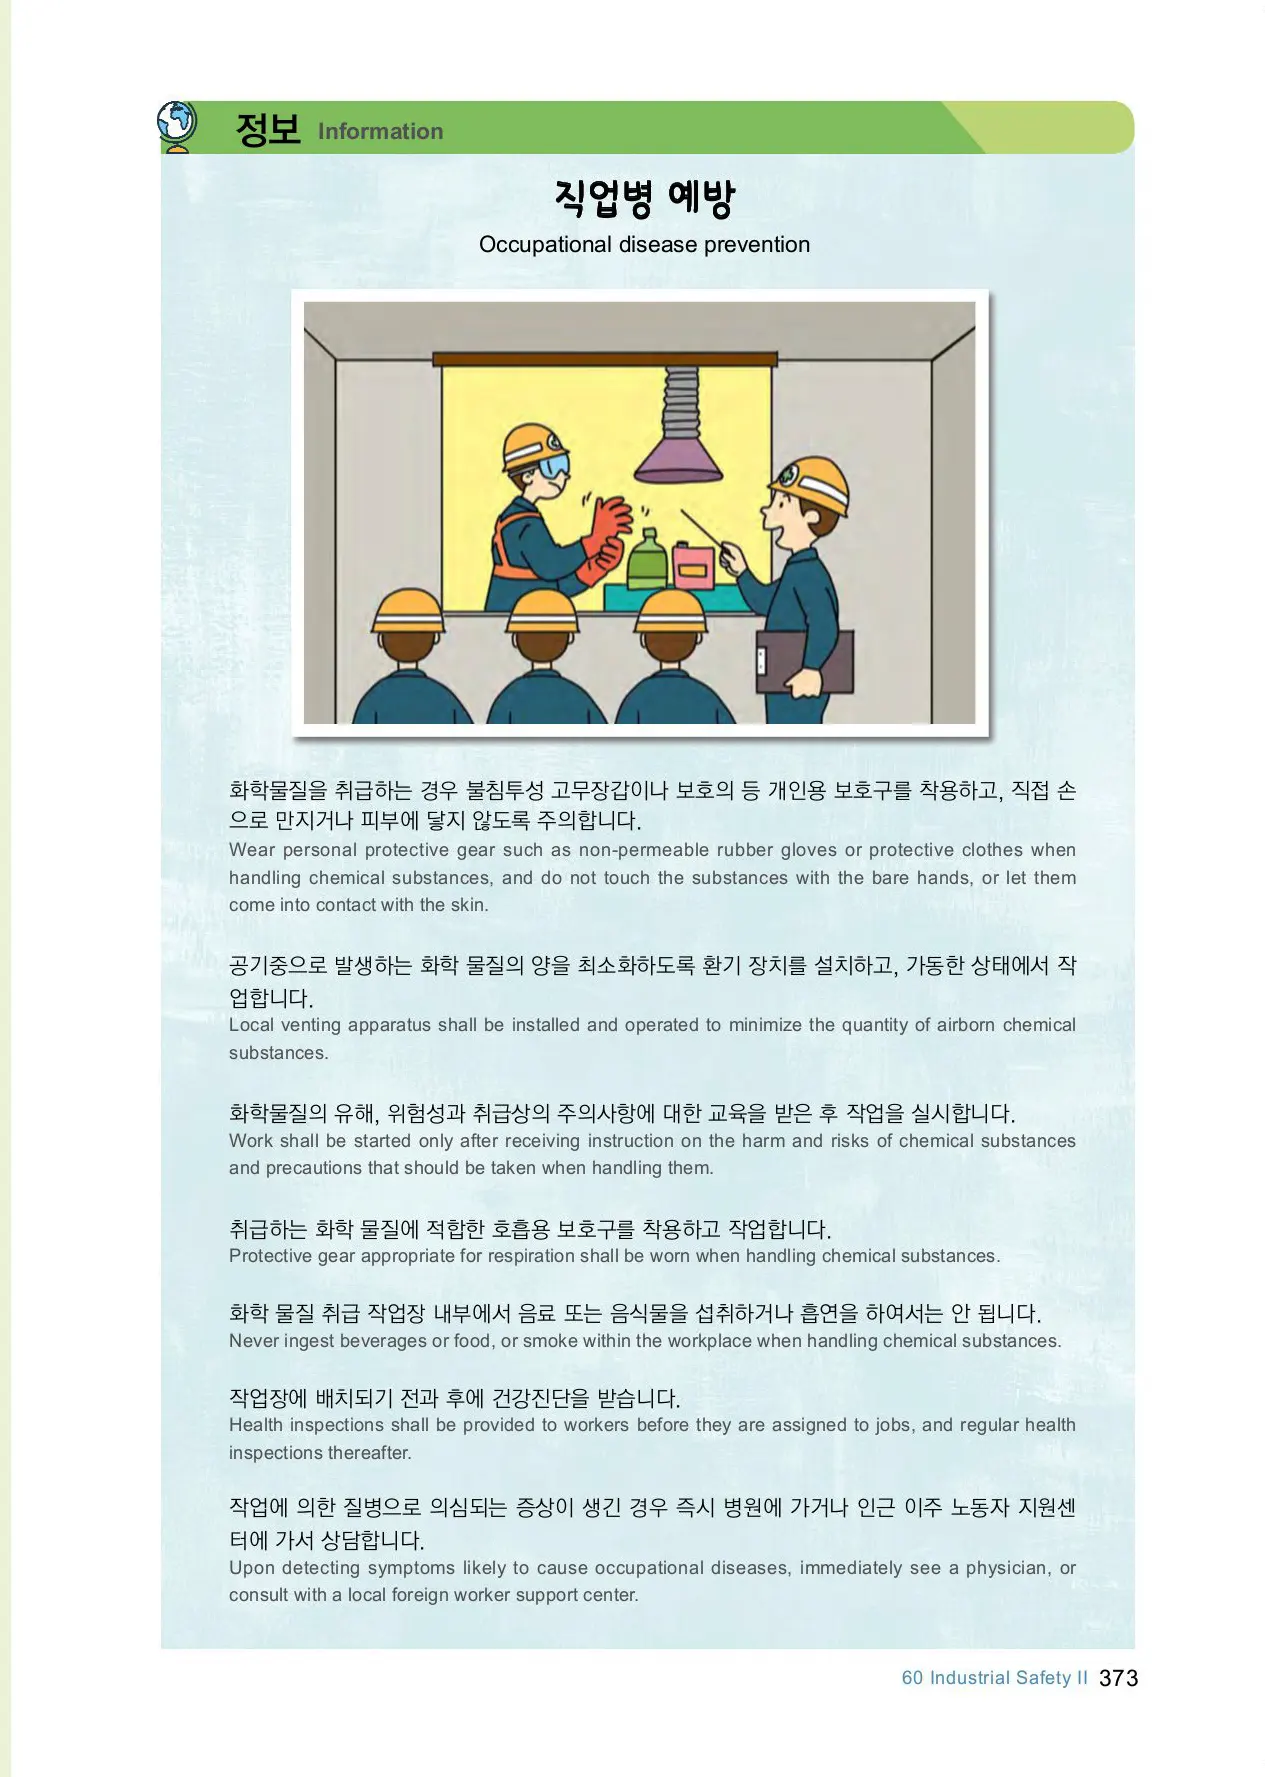 정보 Information
직업병 예방
Occupational disease prevention
화학물질을 취급하는 경우 불침투성 고무장갑이나 보호의 등 개인용 보호구를 착용하고, 직접 손
으로 만지거나 피부에 닿지 않도록 주의합니다.
Wear personal protective gear such as non-permeable rubber gloves or protective clothes when
handling chemical substances, and do not touch the substances with the bare hands, or let them
come into contact with the skin.
공기중으로 발생하는 화학 물질의 양을 최소화하도록 환기 장치를 설치하고, 가동한 상태에서 작
업합니다.
Local venting apparatus shall be installed and operated to minimize the quantity of airborn chemical
substances.
화학물질의 유해, 위험성과 취급상의 주의사항에 대한 교육을 받은 후 작업을 실시합니다.
Work shall be started only after receiving instruction on the harm and risks of chemical substances
and precautions that should be taken when handling them.
취급하는 화학 물질에 적합한 호흡용 보호구를 착용하고 작업합니다.
Protective gear appropriate for respiration shall be worn when handling chemical substances.
화학 물질 취급 작업장 내부에서 음료 또는 음식물을 섭취하거나 흡연을 하여서는 안 됩니다.
Never ingest beverages or food, or smoke within the workplace when handling chemical substances.
작업장에 배치되기 전과 후에 건강진단을 받습니다.
Health inspections shall be provided to workers before they are assigned to jobs, and regular health
inspections thereafter.
작업에 의한 질병으로 의심되는 증상이 생긴 경우 즉시 병원에 가거나 인근 이주 노동자 지원센
터에 가서 상담합니다.
Upon detecting symptoms likely to cause occupational diseases, immediately see a physician, or
consult with a local foreign worker support center.
60 Industrial Safety II 373